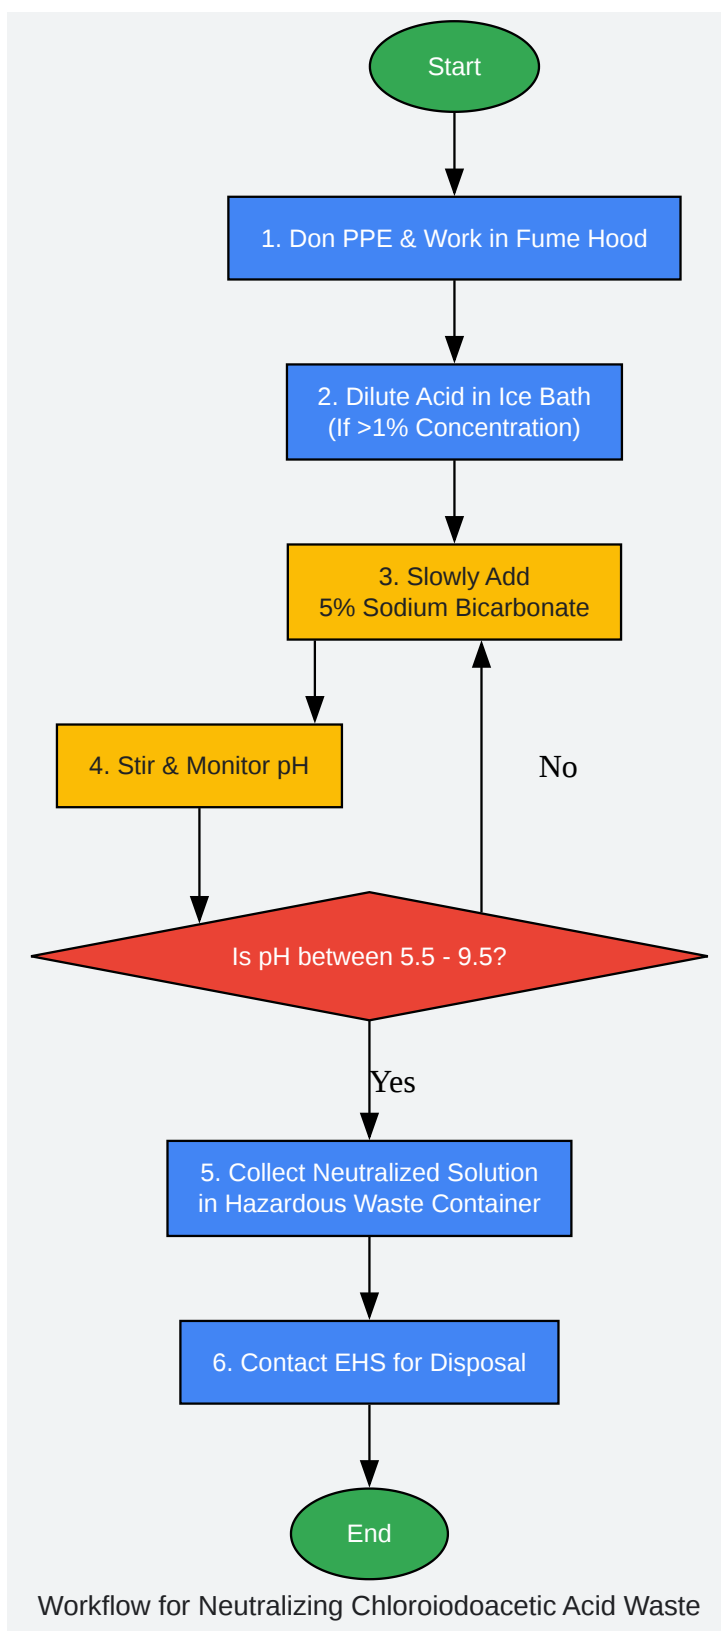 Start
1. Don PPE & Work in Fume Hood
2. Dilute Acid in Ice Bath
(If >1% Concentration)
3. Slowly Add
5% Sodium Bicarbonate
4. Stir & Monitor pH
No
Is pH between 5.5 - 9.5?
Yes
5. Collect Neutralized Solution
in Hazardous Waste Container
6. Contact EHS for Disposal
End
Workflow for Neutralizing Chloroiodoacetic Acid Waste